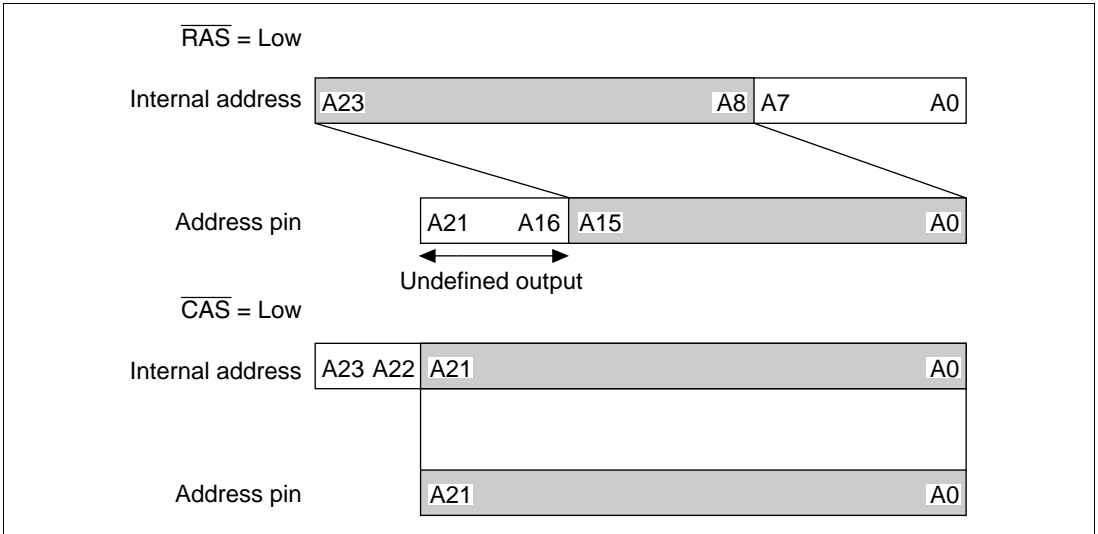 RAS = Low
Internal address A23 A8 A7 A0
Address pin A21 A16 A15 A0
Undefined output
CAS = Low
Internal address A23 A22 A21 A0
Address pin A21 A0